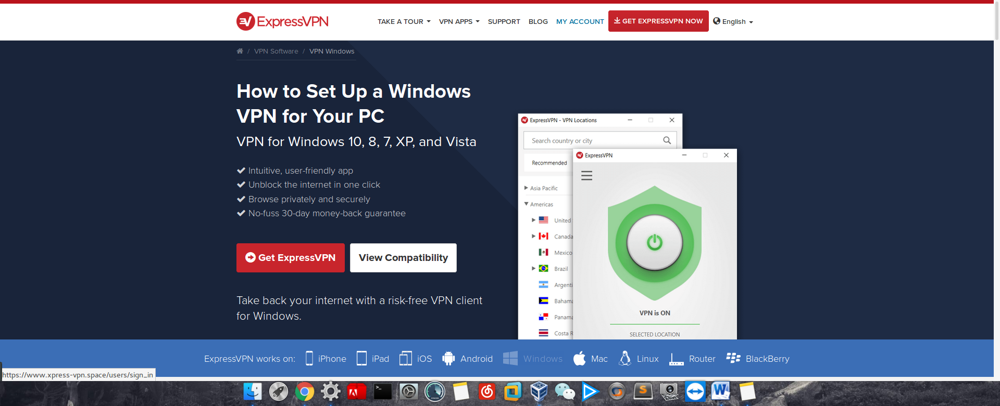 ExpressVPN
TAKE A TOUR VPN APPS SUPPORT BLOG MY ACCOUNT GET EXPRESSVPN NOW English
/ VPN Software / VPN Windows
How to Set Up a Windows
VPN for Your PC
VPN for Windows 10, 8, 7, XP, and Vista
Intuitive, user-friendly app
Unblock the internet in one click
Browse privately and securely
No-fuss 30-day money-back guarantee
Get ExpressVPN View Compatibility
Take back your internet with a risk-free VPN client
for Windows.
ExpressVPN - VPN Locations
Search country or city
Recommended
Asia Pacific
Americas
United
Canada
Mexico
Brazil
Argenti
Bahama
Panama
Costa R
ExpressVPN
VPN is ON
SELECTED LOCATION
ExpressVPN works on: iPhone iPad iOS Android Windows Mac Linux Router BlackBerry
https://www.xpress-vpn.space/users/sign_in